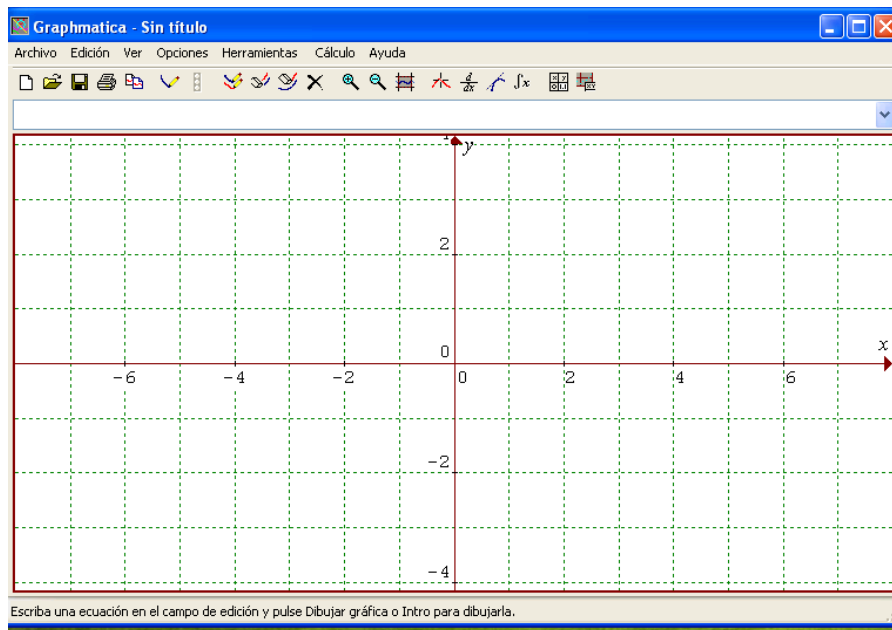 Graphmatica - Sin título
Archivo Edición Ver Opciones Herramientas Cálculo Ayuda
d/dx ∫x
x y
y
2
0
x
-6 -4 -2 0 2 4 6
-2
-4
Escriba una ecuación en el campo de edición y pulse Dibujar gráfica o Intro para dibujarla.